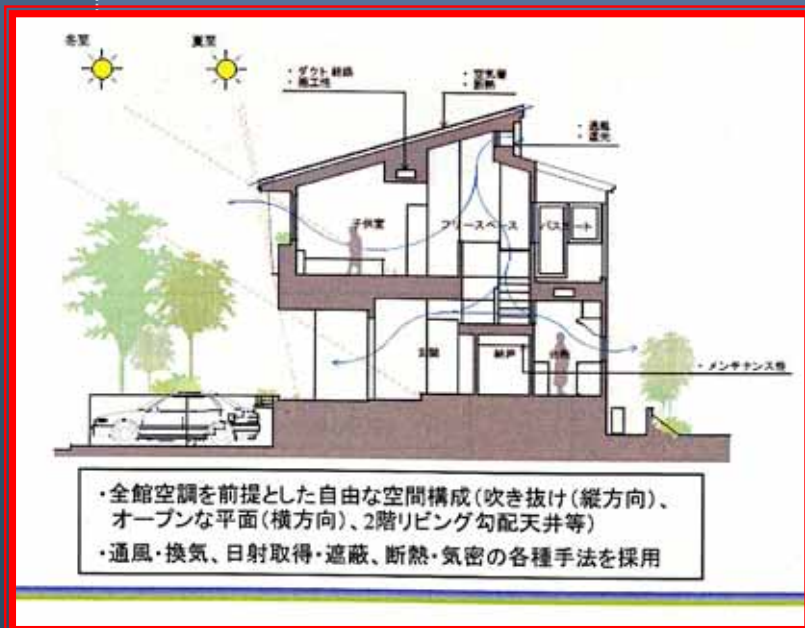 冬至
夏至
・ダクト経路
・施工性
・空気層
・断熱
・通風
・遮光
子供室
フリースペース
バスコート
玄関
納戸
台所
・メンテナンス性
・全館空調を前提とした自由な空間構成(吹き抜け(縦方向)、
オープンな平面(横方向)、2階リビング勾配天井等)
・通風・換気、日射取得・遮蔽、断熱・気密の各種手法を採用